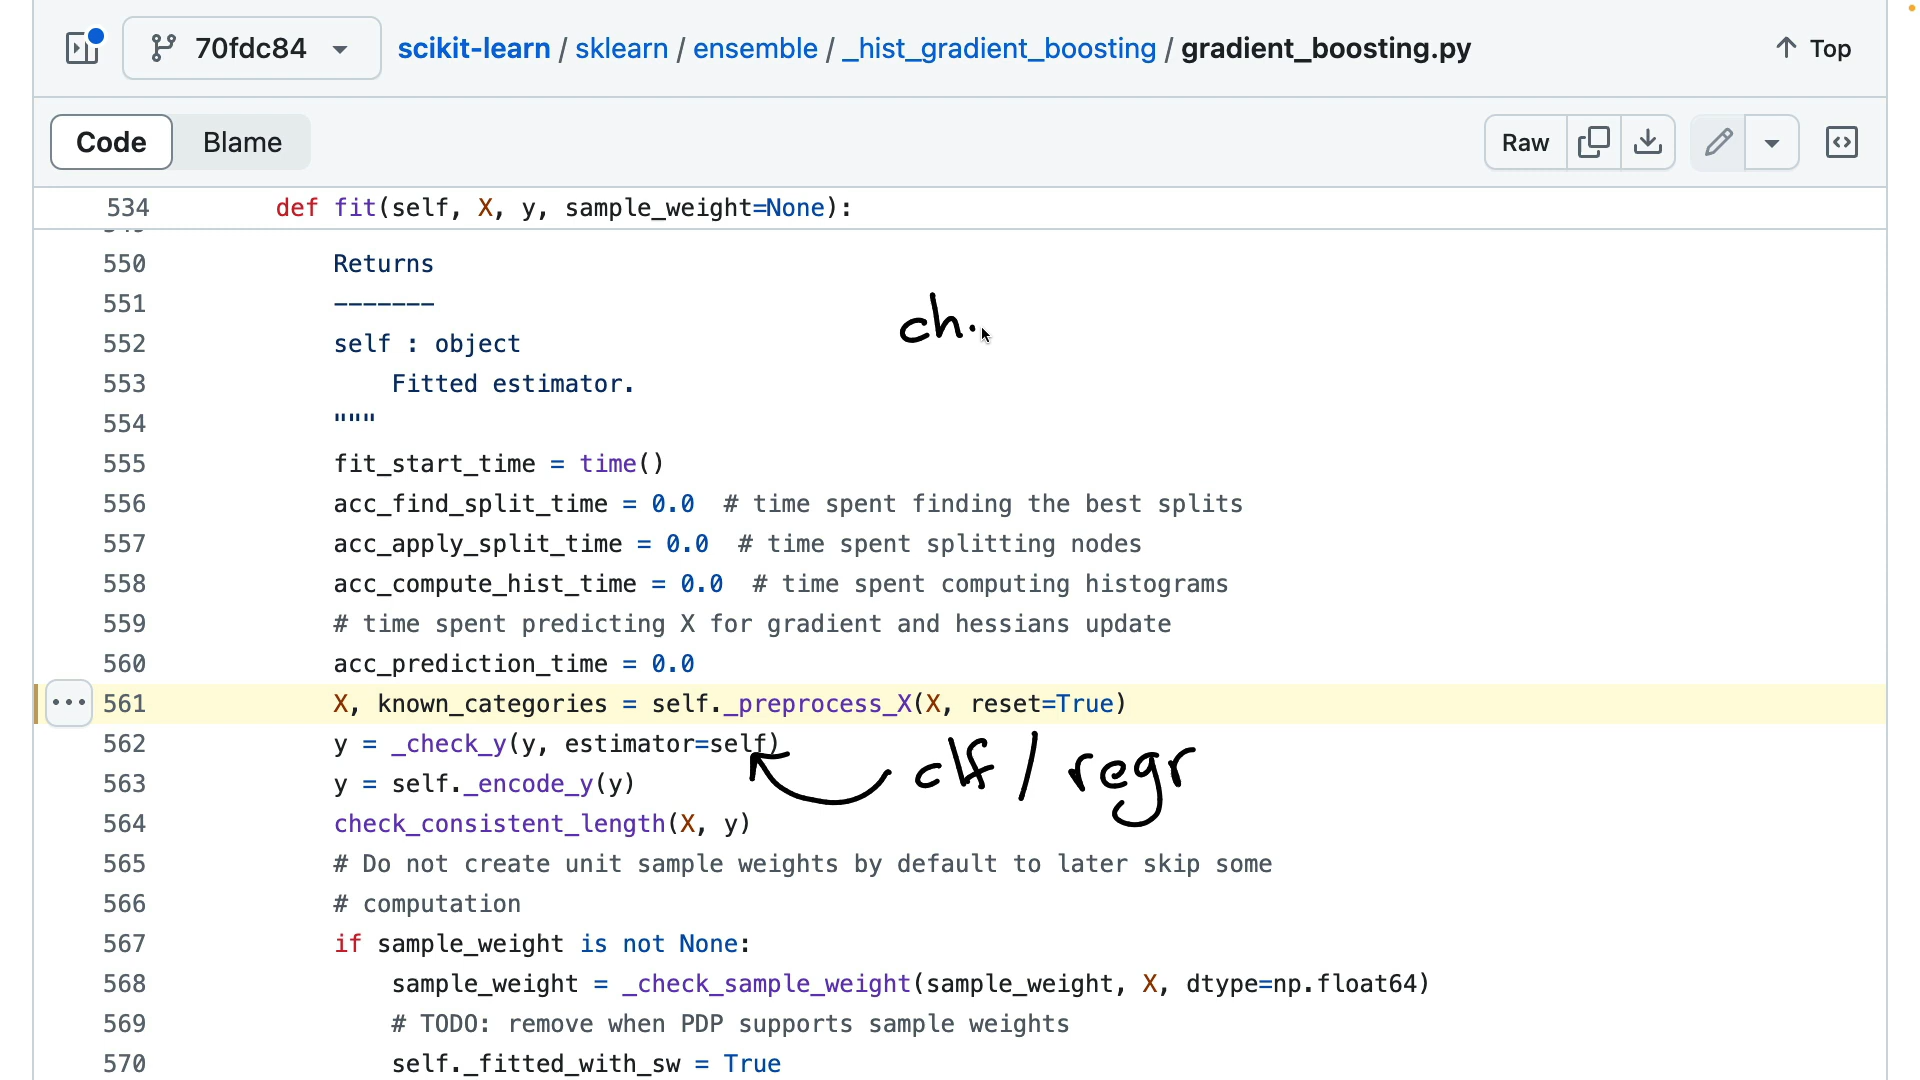 70fdc84 scikit-learn / sklearn / ensemble / _hist_gradient_boosting / gradient_boosting.py Top
Code Blame Raw
534 def fit(self, X, y, sample_weight=None):
550 Returns
551 -------
552 self : object
553 Fitted estimator.
554 """
555 fit_start_time = time()
556 acc_find_split_time = 0.0 # time spent finding the best splits
557 acc_apply_split_time = 0.0 # time spent splitting nodes
558 acc_compute_hist_time = 0.0 # time spent computing histograms
559 # time spent predicting X for gradient and hessians update
560 acc_prediction_time = 0.0
561 X, known_categories = self._preprocess_X(X, reset=True)
562 y = _check_y(y, estimator=self)
563 y = self._encode_y(y)
564 check_consistent_length(X, y)
565 # Do not create unit sample weights by default to later skip some
566 # computation
567 if sample_weight is not None:
568 sample_weight = _check_sample_weight(sample_weight, X, dtype=np.float64)
569 # TODO: remove when PDP supports sample weights
570 self._fitted_with_sw = True
ch.
clf / regr